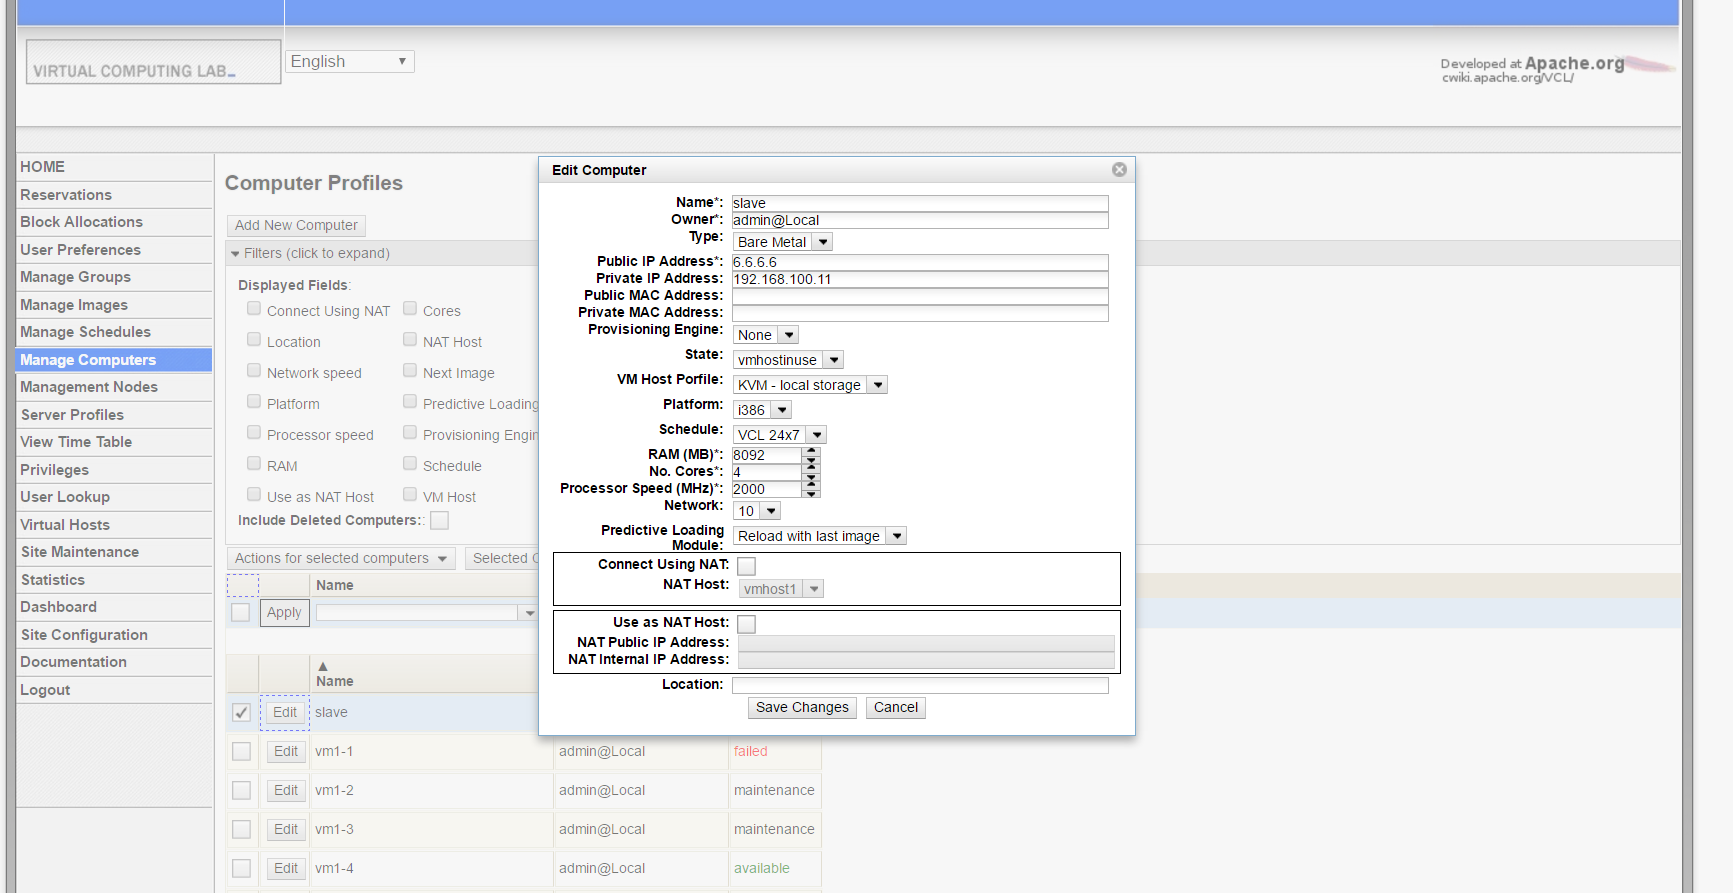 VIRTUAL COMPUTING LAB
English
Developed at Apache.org
cwiki.apache.org/VCL/
HOME
Reservations
Block Allocations
User Preferences
Manage Groups
Manage Images
Manage Schedules
Manage Computers
Management Nodes
Server Profiles
View Time Table
Privileges
User Lookup
Virtual Hosts
Site Maintenance
Statistics
Dashboard
Site Configuration
Documentation
Logout
Computer Profiles
Add New Computer
Filters (click to expand)
Displayed Fields:
Connect Using NAT Cores
Location NAT Host
Network speed Next Image
Platform Predictive Loading
Processor speed Provisioning Engin
RAM Schedule
Use as NAT Host VM Host
Include Deleted Computers::
Actions for selected computers Selected C
Name
Apply
Name
Edit slave
Edit vm1-1 admin@Local failed
Edit vm1-2 admin@Local maintenance
Edit vm1-3 admin@Local maintenance
Edit vm1-4 admin@Local available
Edit Computer
Name*: slave
Owner*: admin@Local
Type: Bare Metal
Public IP Address*: 6.6.6.6
Private IP Address: 192.168.100.11
Public MAC Address:
Private MAC Address:
Provisioning Engine: None
State: vmhostinuse
VM Host Porfile: KVM - local storage
Platform: i386
Schedule: VCL 24x7
RAM (MB)*: 8092
No. Cores*: 4
Processor Speed (MHz)*: 2000
Network: 10
Predictive Loading
Module: Reload with last image
Connect Using NAT:
NAT Host: vmhost1
Use as NAT Host:
NAT Public IP Address:
NAT Internal IP Address:
Location:
Save Changes Cancel